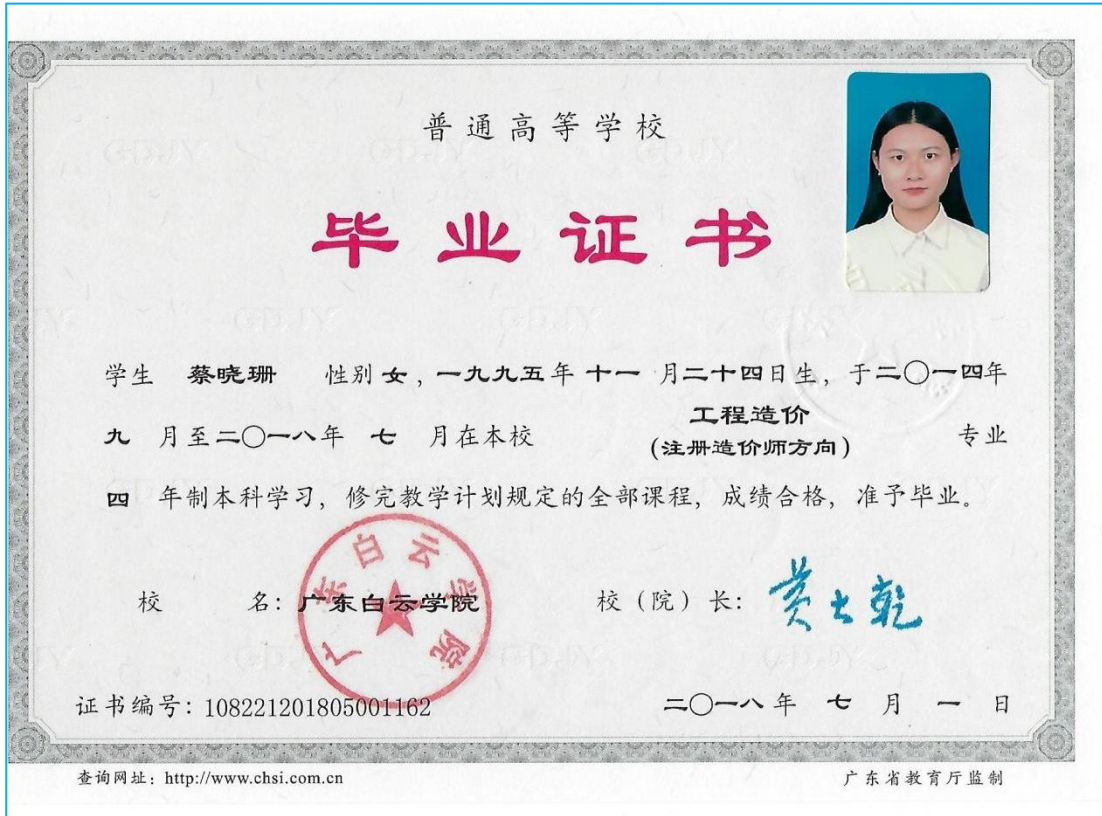 普通高等学校
毕业证书
学生 蔡晓珊 性别 女，一九九五年 十一 月二十四日生，于二〇一四年
九 月至二〇一八年 七 月在本校 工程造价 (注册造价师方向) 专业
四 年制本科学习，修完教学计划规定的全部课程，成绩合格，准予毕业。
校 名：广东白云学院 校（院）长：黄大乾
广东白云学院
证书编号：108221201805001162 二〇一八年 七 月 一 日
查询网址：http://www.chsi.com.cn 广东省教育厅监制